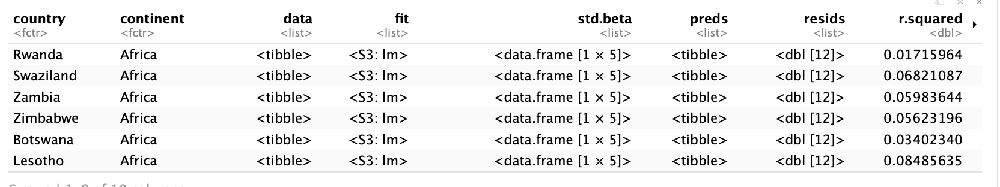 country continent data fit std.beta preds resids r.squared
<fctr> <fctr> <list> <list> <list> <list> <list> <dbl>
Rwanda Africa <tibble> <S3: lm> <data.frame [1 × 5]> <tibble> <dbl [12]> 0.01715964
Swaziland Africa <tibble> <S3: lm> <data.frame [1 × 5]> <tibble> <dbl [12]> 0.06821087
Zambia Africa <tibble> <S3: lm> <data.frame [1 × 5]> <tibble> <dbl [12]> 0.05983644
Zimbabwe Africa <tibble> <S3: lm> <data.frame [1 × 5]> <tibble> <dbl [12]> 0.05623196
Botswana Africa <tibble> <S3: lm> <data.frame [1 × 5]> <tibble> <dbl [12]> 0.03402340
Lesotho Africa <tibble> <S3: lm> <data.frame [1 × 5]> <tibble> <dbl [12]> 0.08485635